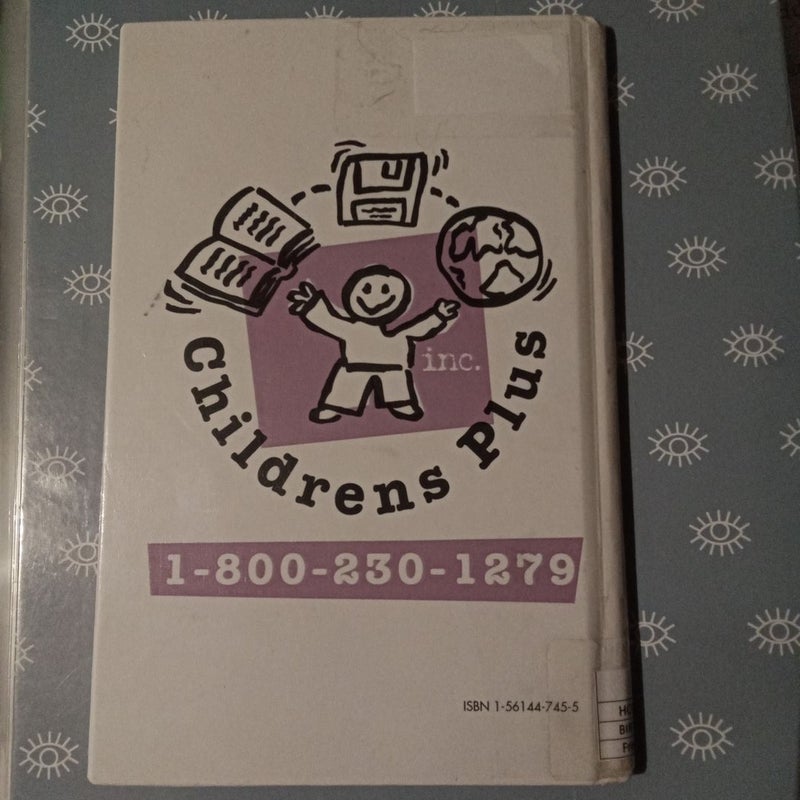 inc.
Childrens Plus
1-800-230-1279
ISBN 1-56144-745-5